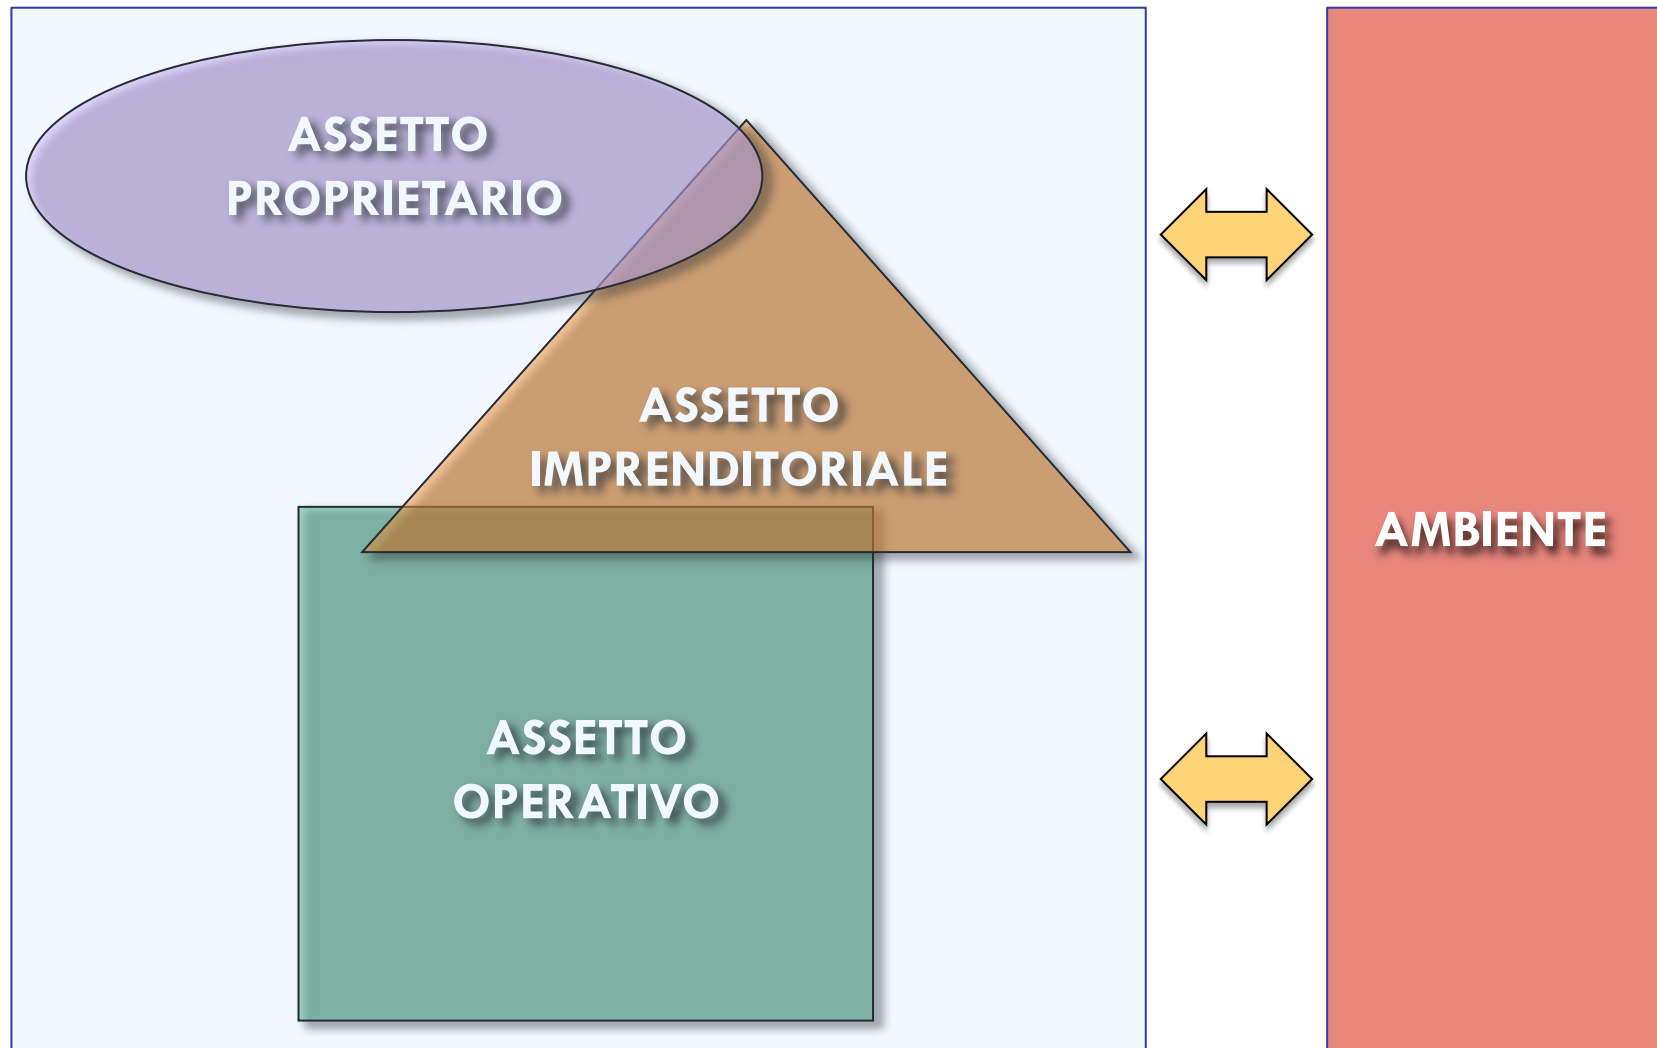 ASSETTO
PROPRIETARIO
ASSETTO
IMPRENDITORIALE
AMBIENTE
ASSETTO
OPERATIVO